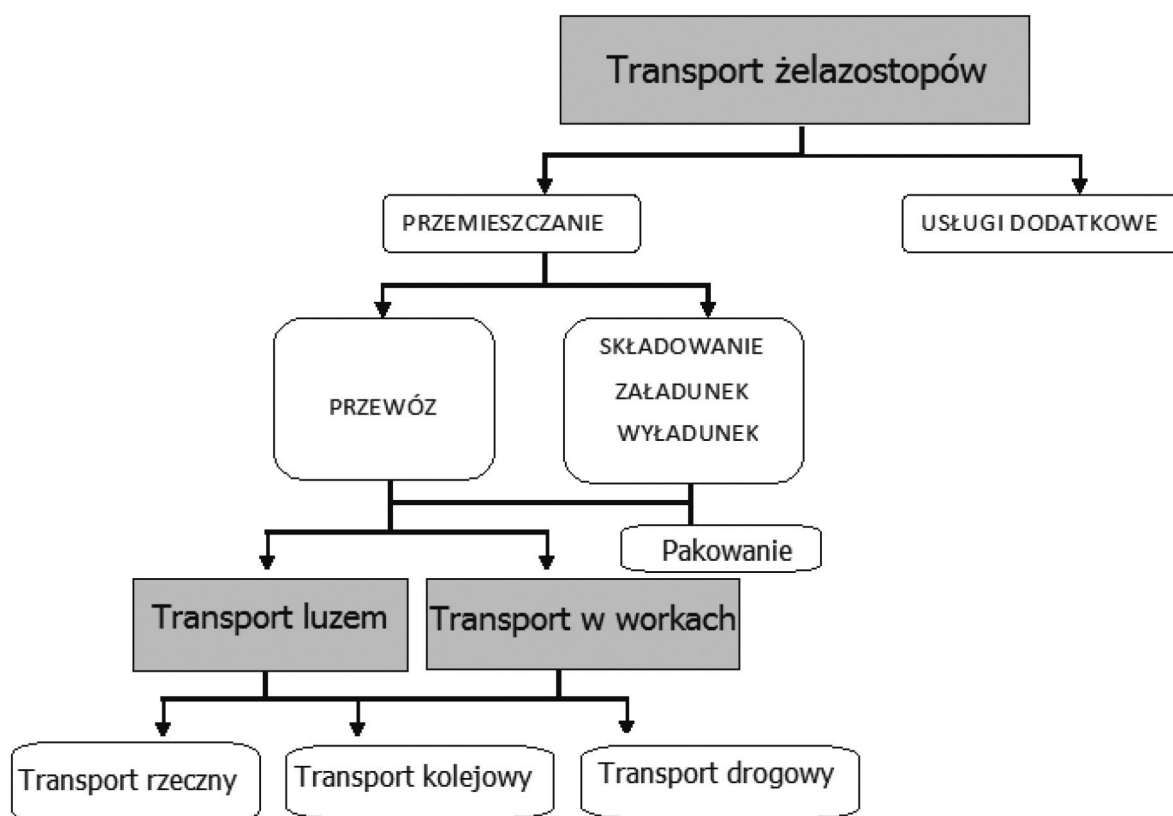 Transport żelazostopów
PRZEMIESZCZANIE
USŁUGI DODATKOWE
PRZEWÓZ
SKŁADOWANIE
ZAŁADUNEK
WYŁADUNEK
Pakowanie
Transport luzem
Transport w workach
Transport rzeczny
Transport kolejowy
Transport drogowy